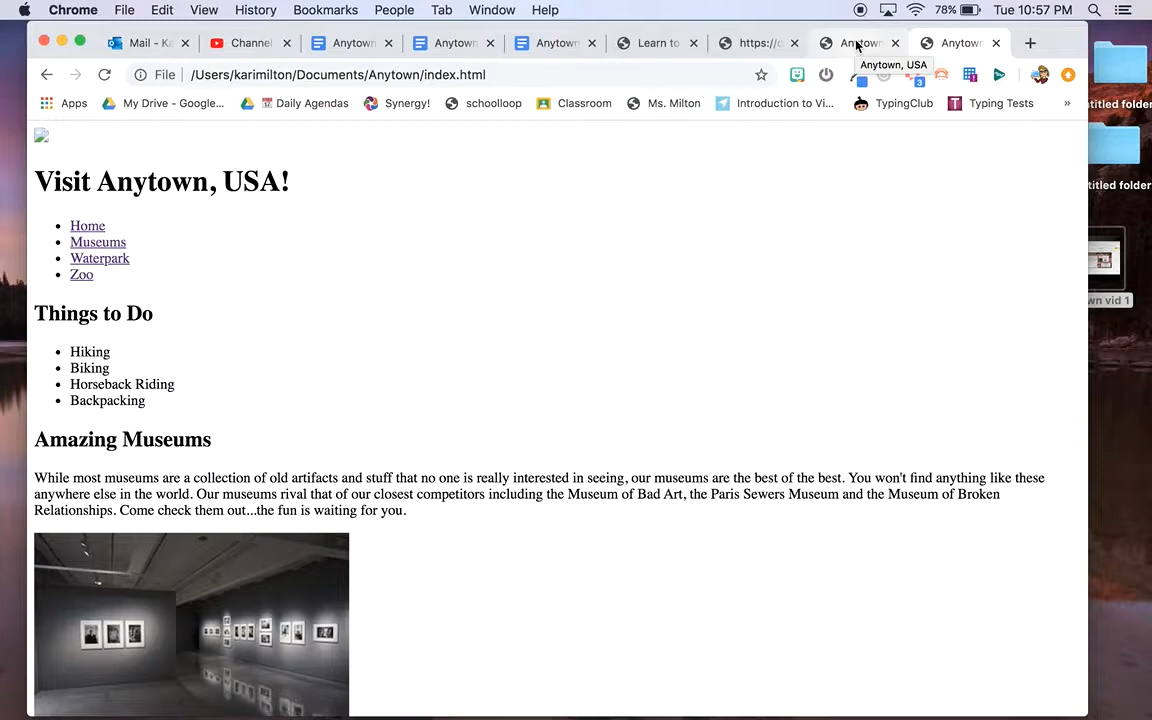 Chrome File Edit View History Bookmarks People Tab Window Help 78% Tue 10:57 PM
Mail - Ka Channel Anytown Anytown Anytown Learn to https:// Anytown Anytown
File /Users/karimilton/Documents/Anytown/index.html
Anytown, USA
3
Apps My Drive - Google... Daily Agendas Synergy! schoolloop Classroom Ms. Milton Introduction to Vi... TypingClub Typing Tests »
titled folder
titled folder
wn vid 1
Visit Anytown, USA!
• Home
• Museums
• Waterpark
• Zoo
Things to Do
• Hiking
• Biking
• Horseback Riding
• Backpacking
Amazing Museums
While most museums are a collection of old artifacts and stuff that no one is really interested in seeing, our museums are the best of the best. You won't find anything like these
anywhere else in the world. Our museums rival that of our closest competitors including the Museum of Bad Art, the Paris Sewers Museum and the Museum of Broken
Relationships. Come check them out...the fun is waiting for you.